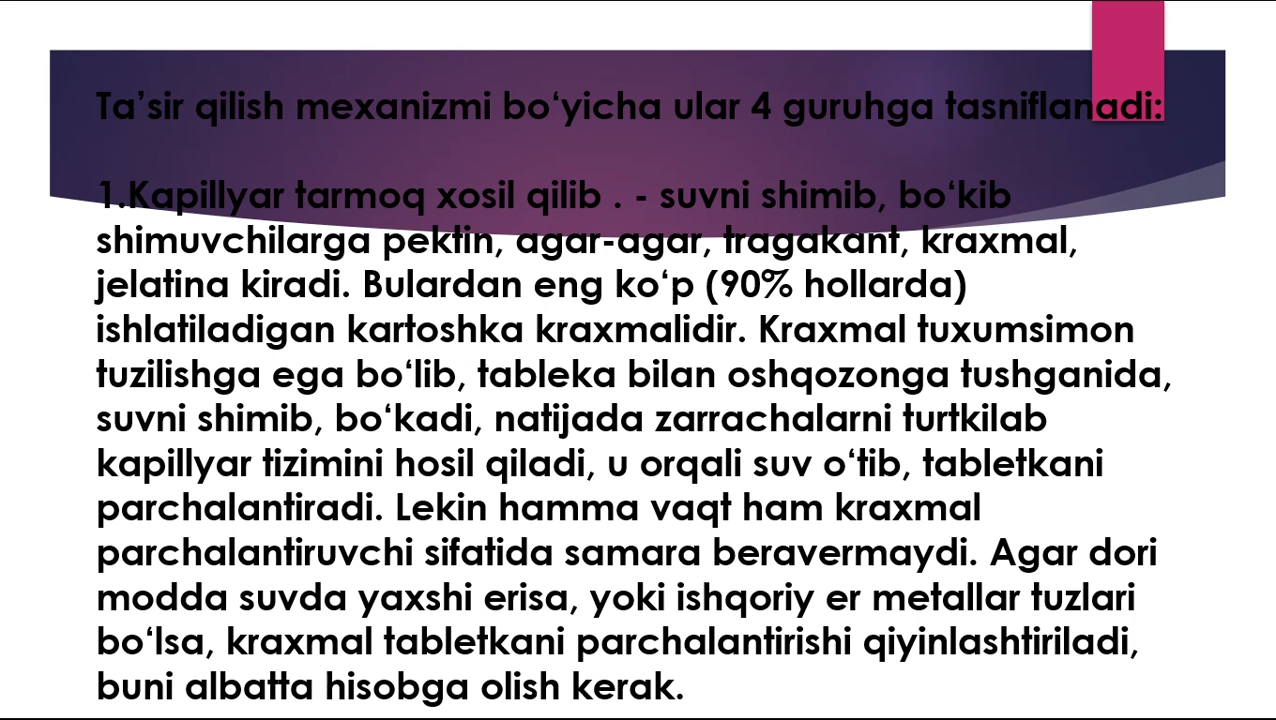 Ta’sir qilish mexanizmi bo‘yicha ular 4 guruhga tasniflanadi:
1.Kapillyar tarmoq xosil qilib . - suvni shimib, bo‘kib
shimuvchilarga pektin, agar-agar, tragakant, kraxmal,
jelatina kiradi. Bulardan eng ko‘p (90% hollarda)
ishlatiladigan kartoshka kraxmalidir. Kraxmal tuxumsimon
tuzilishga ega bo‘lib, tableka bilan oshqozonga tushganida,
suvni shimib, bo‘kadi, natijada zarrachalarni turtkilab
kapillyar tizimini hosil qiladi, u orqali suv o‘tib, tabletkani
parchalantiradi. Lekin hamma vaqt ham kraxmal
parchalantiruvchi sifatida samara beravermaydi. Agar dori
modda suvda yaxshi erisa, yoki ishqoriy er metallar tuzlari
bo‘lsa, kraxmal tabletkani parchalantirishi qiyinlashtiriladi,
buni albatta hisobga olish kerak.